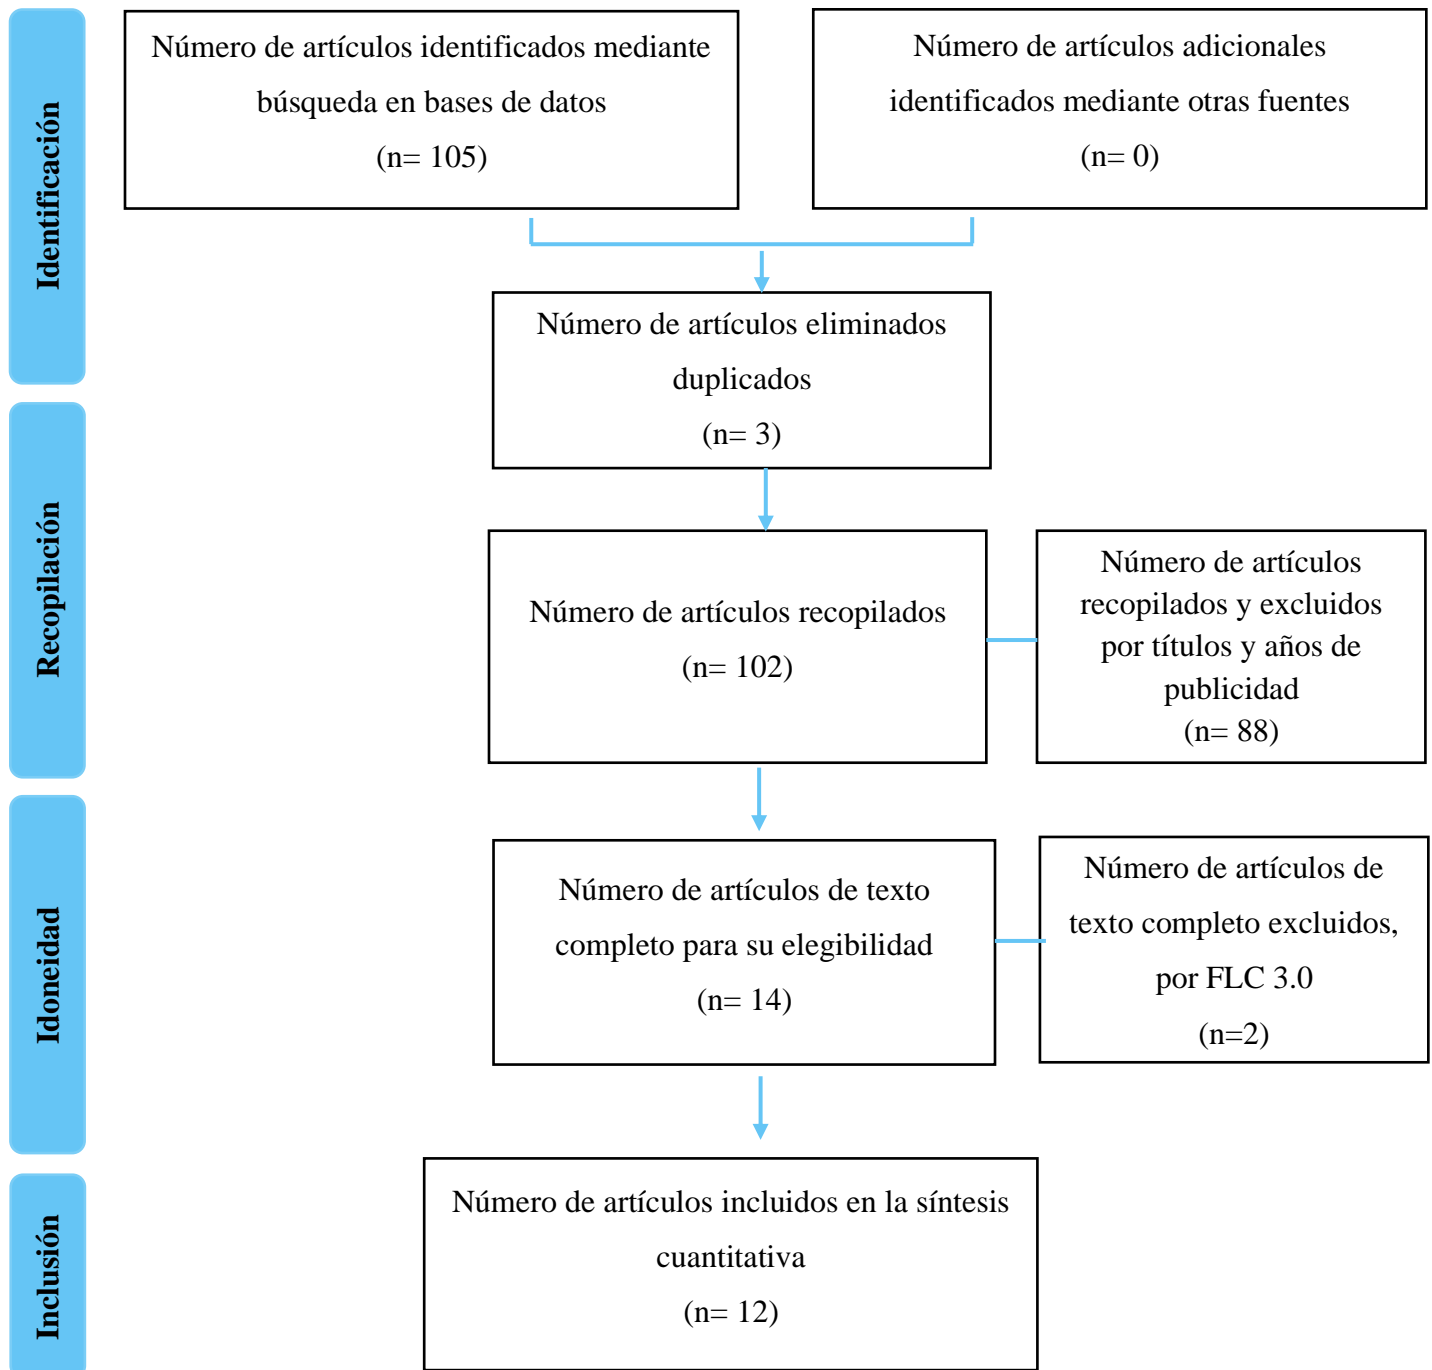 Identificación
Número de artículos identificados mediante
búsqueda en bases de datos
(n= 105)
Número de artículos adicionales
identificados mediante otras fuentes
(n= 0)
Número de artículos eliminados
duplicados
(n= 3)
Recopilación
Número de artículos recopilados
(n= 102)
Número de artículos
recopilados y excluidos
por títulos y años de
publicidad
(n= 88)
Idoneidad
Número de artículos de texto
completo para su elegibilidad
(n= 14)
Número de artículos de
texto completo excluidos,
por FLC 3.0
(n=2)
Inclusión
Número de artículos incluidos en la síntesis
cuantitativa
(n= 12)